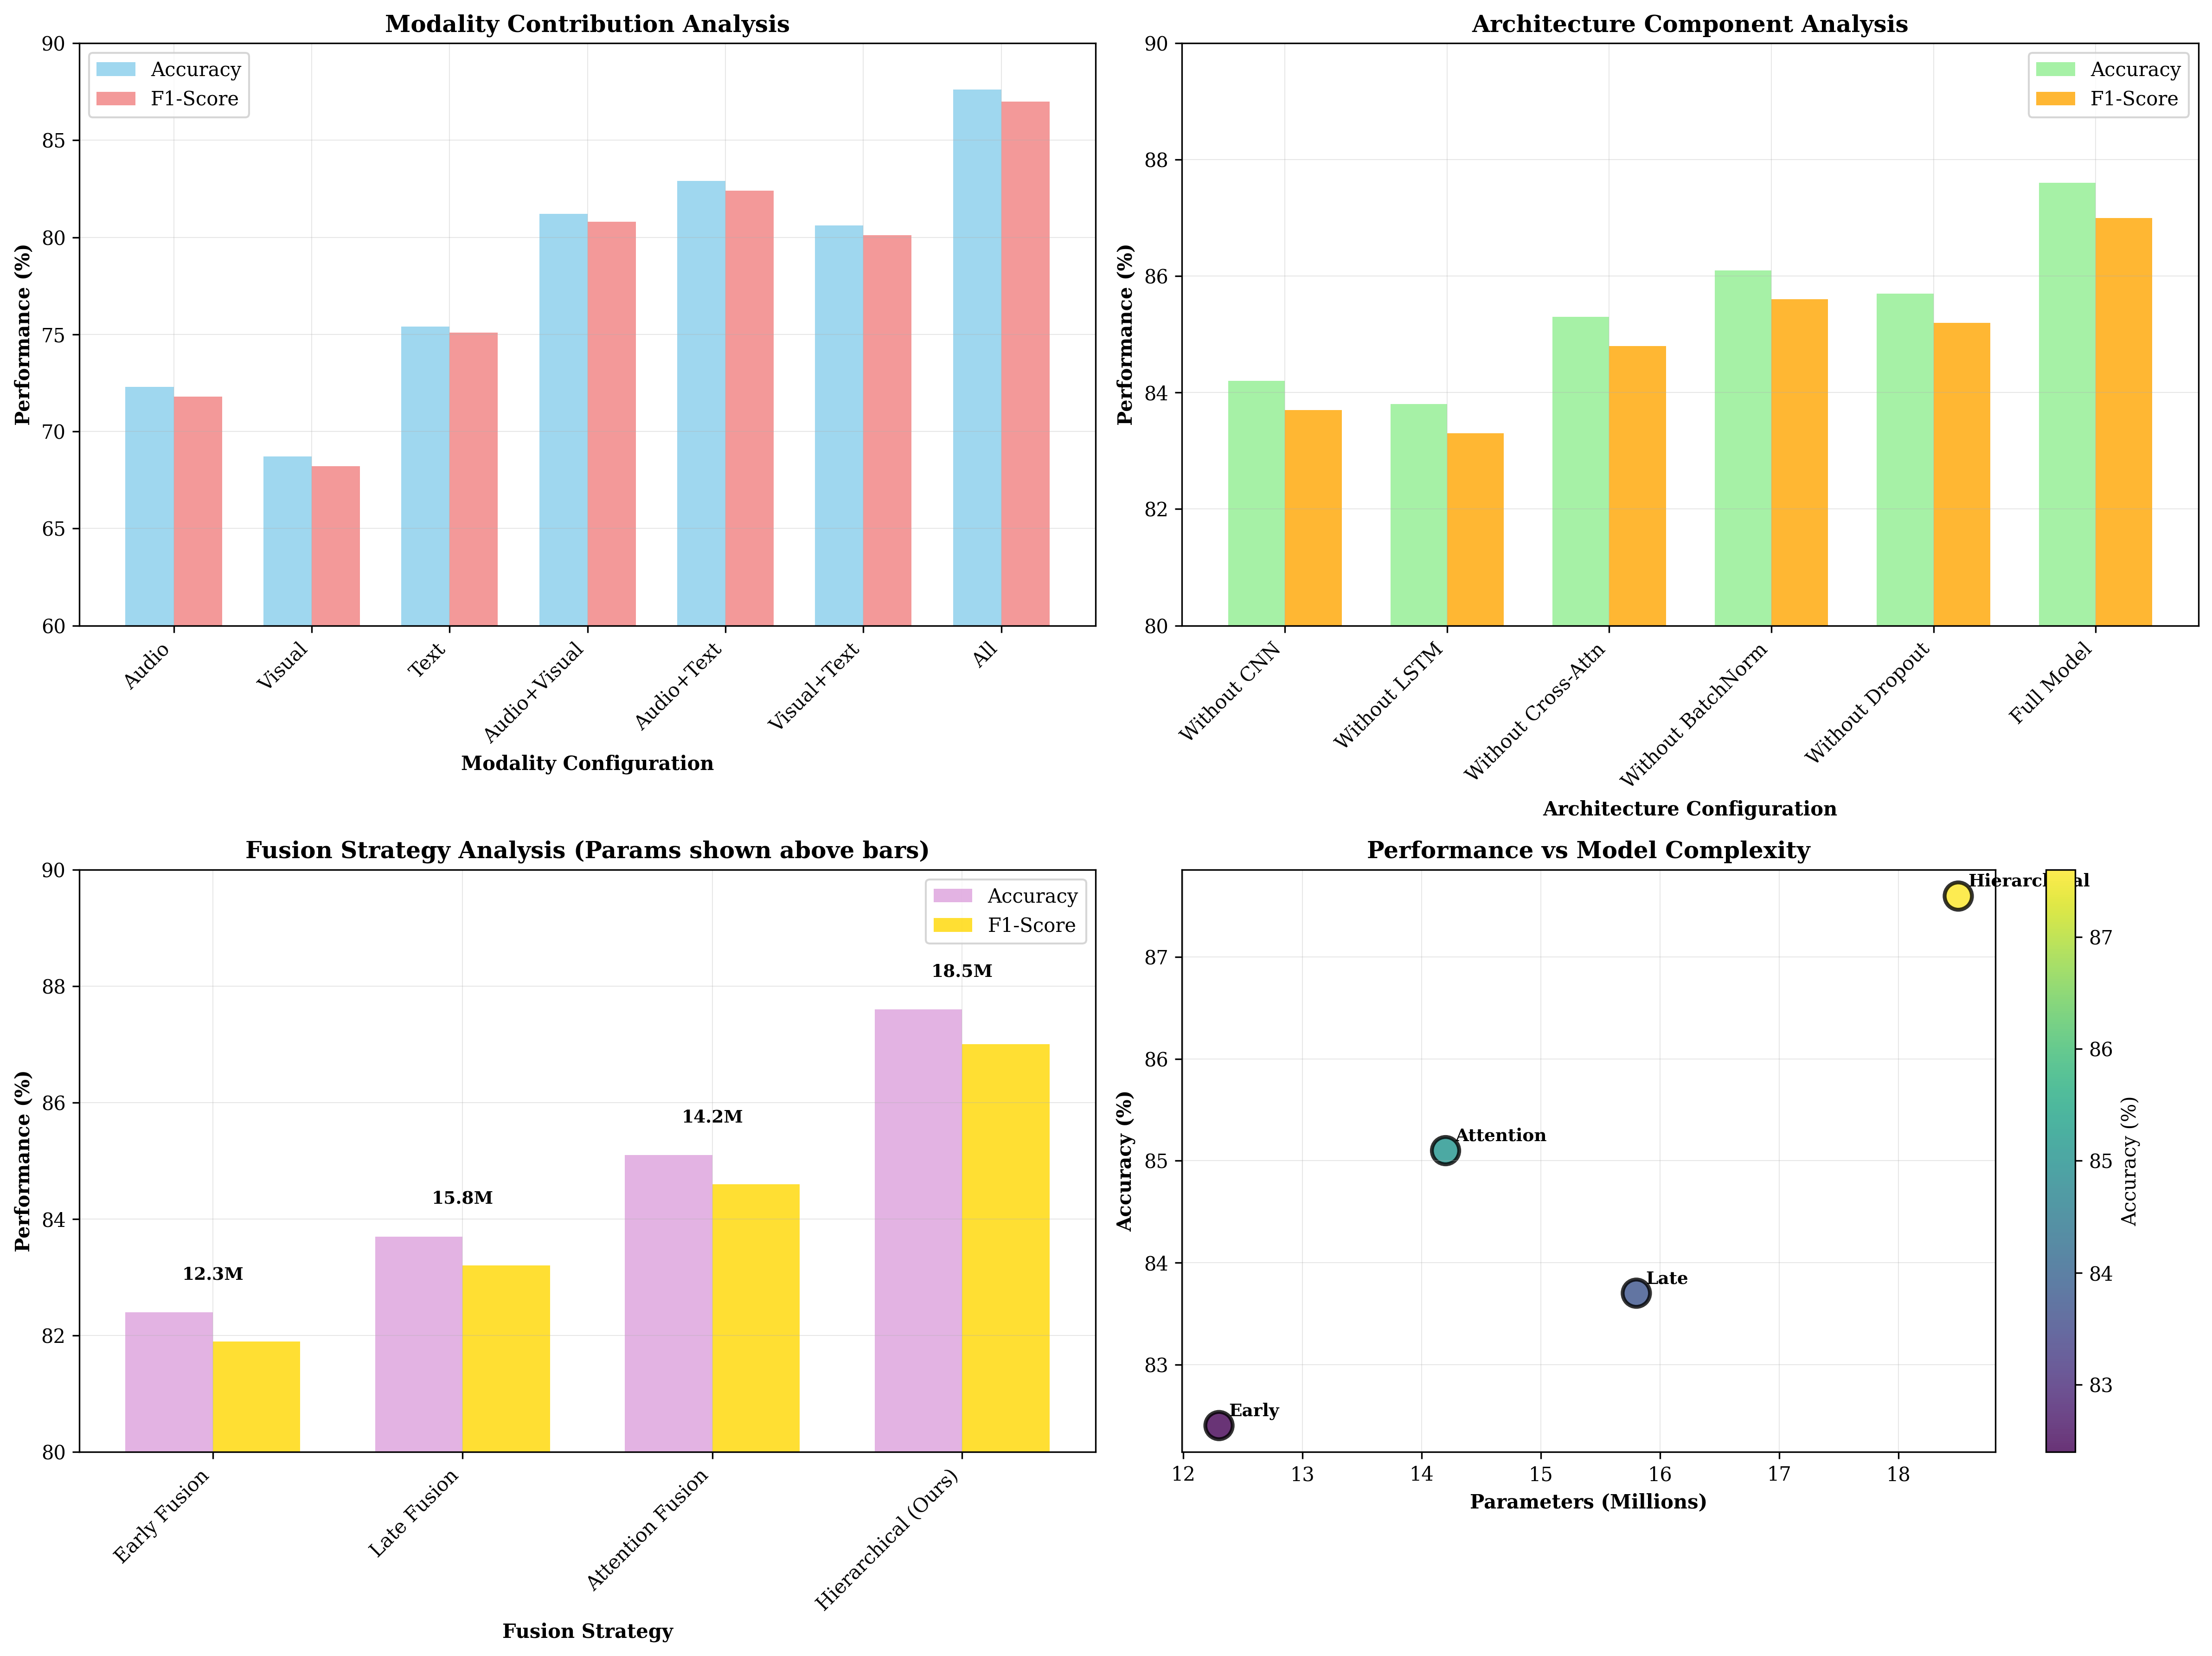 Modality Contribution Analysis
90
85
80
75
70
65
60
Performance (%)
Accuracy
F1-Score
Audio
Visual
Text
Audio+Visual
Audio+Text
Visual+Text
All
Modality Configuration
Architecture Component Analysis
90
88
86
84
82
80
Performance (%)
Accuracy
F1-Score
Without CNN
Without LSTM
Without Cross-Attn
Without BatchNorm
Without Dropout
Full Model
Architecture Configuration
Fusion Strategy Analysis (Params shown above bars)
90
88
86
84
82
80
Performance (%)
Accuracy
F1-Score
12.3M
15.8M
14.2M
18.5M
Early Fusion
Late Fusion
Attention Fusion
Hierarchical (Ours)
Fusion Strategy
Performance vs Model Complexity
87
86
85
84
83
Accuracy (%)
Hierarchical
Attention
Late
Early
12
13
14
15
16
17
18
Parameters (Millions)
87
86
85
84
83
Accuracy (%)